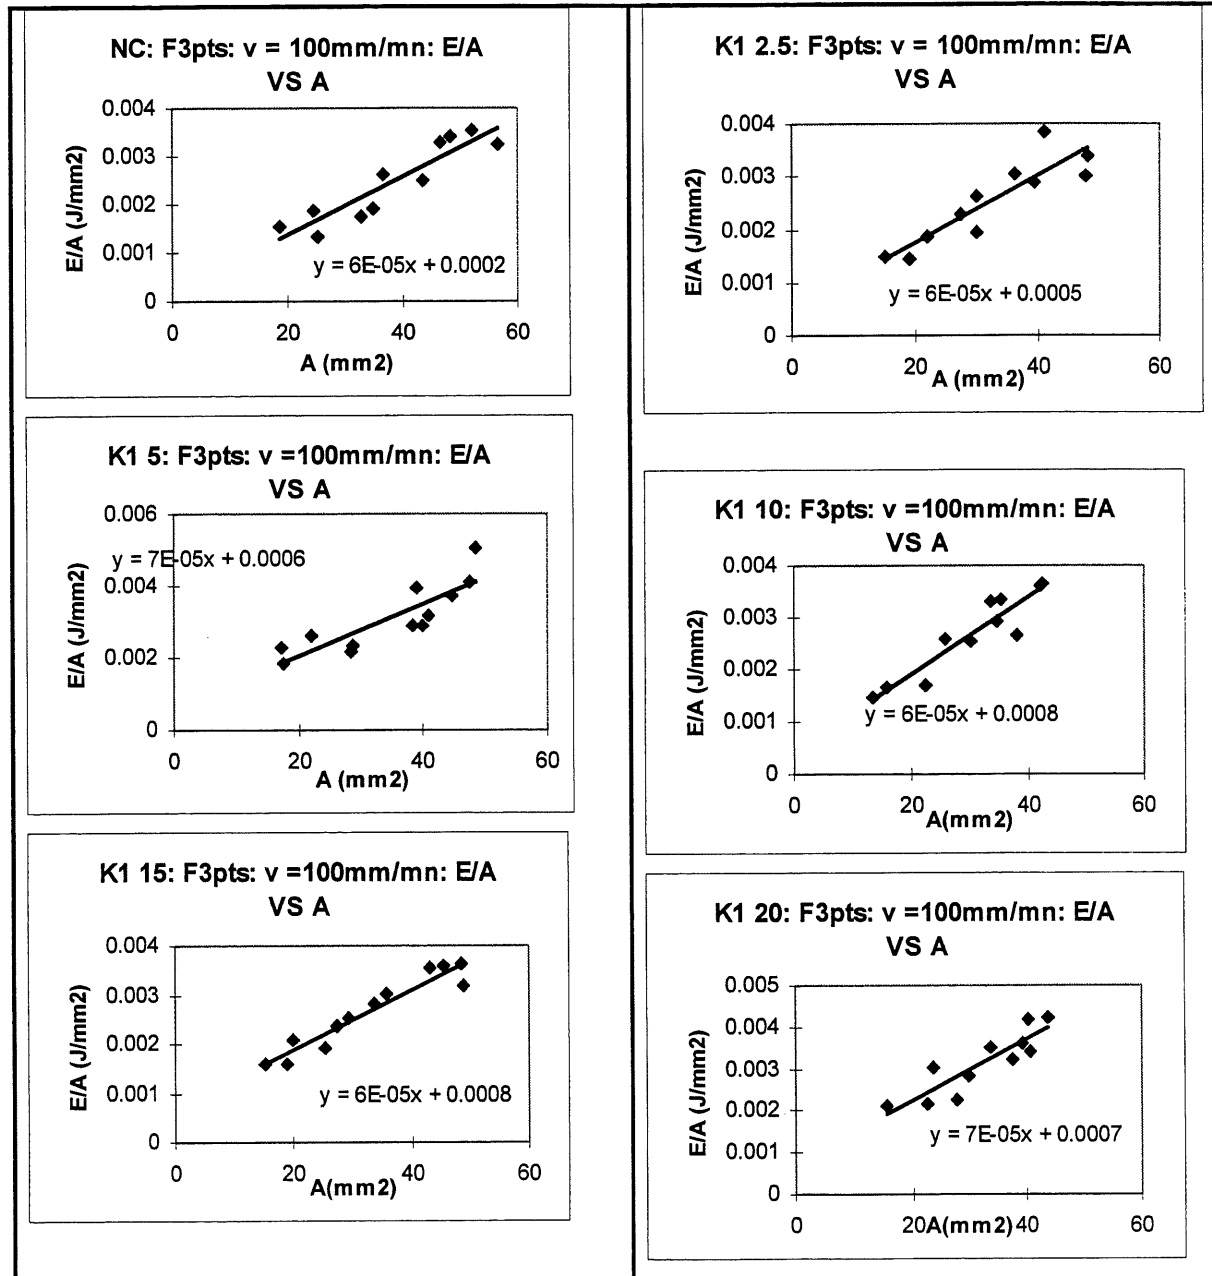 NC: F3pts: v = 100mm/mn: E/A
VS A
0.004
0.003
0.002
0.001
0
E/A (J/mm2)
y = 6E-05x + 0.0002
0 20 40 60
A (mm2)
K1 2.5: F3pts: v = 100mm/mn: E/A
VS A
0.004
0.003
0.002
0.001
0
E/A (J/mm2)
y = 6E-05x + 0.0005
0 20 40 60
A (mm2)
K1 5: F3pts: v =100mm/mn: E/A
VS A
0.006
0.004
0.002
0
E/A (J/mm2)
y = 7E-05x + 0.0006
0 20 40 60
A (mm2)
K1 10: F3pts: v =100mm/mn: E/A
VS A
0.004
0.003
0.002
0.001
0
E/A (J/mm2)
y = 6E-05x + 0.0008
0 20 40 60
A(mm2)
K1 15: F3pts: v =100mm/mn: E/A
VS A
0.004
0.003
0.002
0.001
0
E/A (J/mm2)
y = 6E-05x + 0.0008
0 20 40 60
A(mm2)
K1 20: F3pts: v =100mm/mn: E/A
VS A
0.005
0.004
0.003
0.002
0.001
0
E/A (J/mm2)
y = 7E-05x + 0.0007
0 20 40 60
A(mm2)